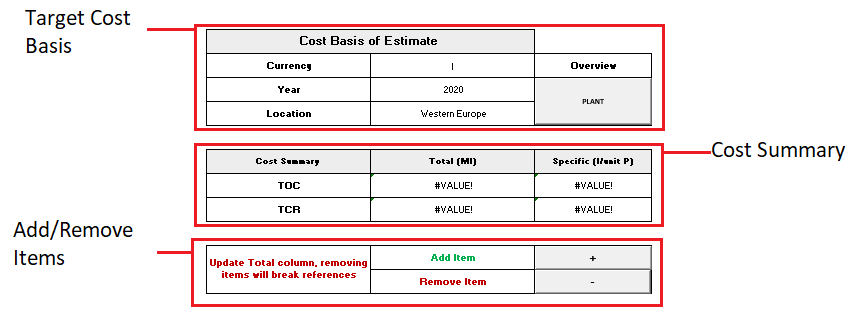 Target Cost
Basis
Cost Basis of Estimate
Currency | Overview
Year 2020
PLANT
Location Western Europe
Cost Summary
Cost Summary Total (M|) Specific (|/unit P)
TOC #VALUE! #VALUE!
TCR #VALUE! #VALUE!
Add/Remove
Items
Update Total column, removing
items will break references
Add Item +
Remove Item -